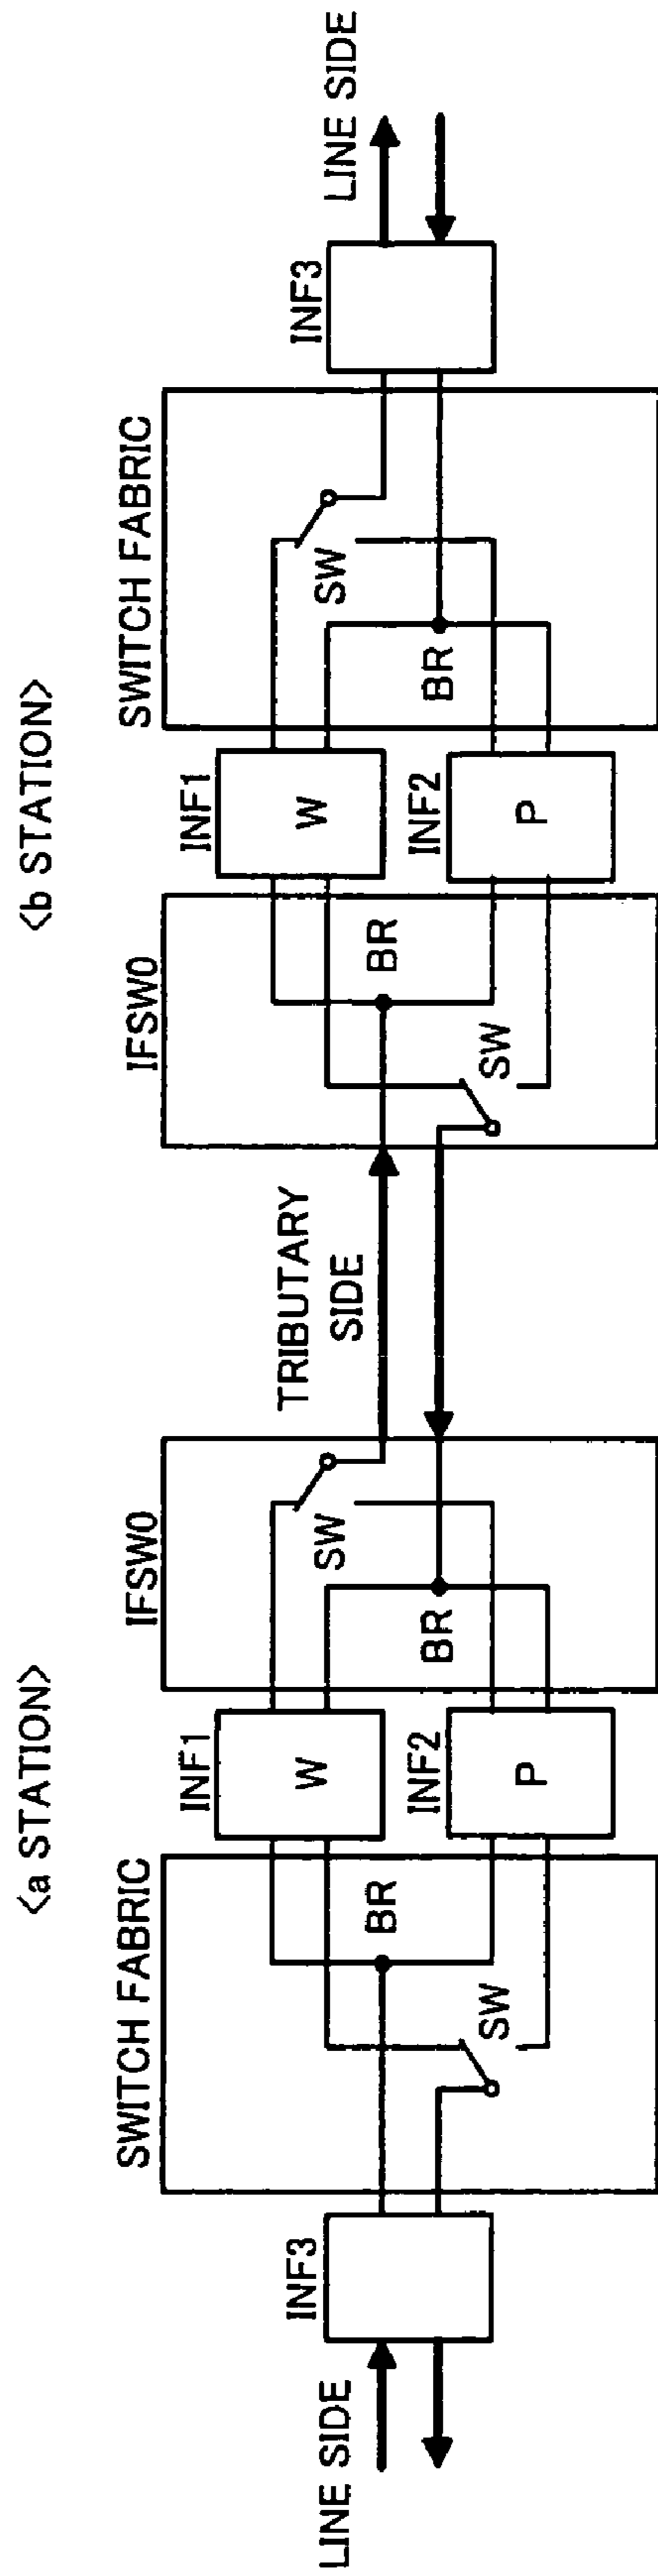 <a STATION>
<b STATION>
SWITCH FABRIC
IFSW0
IFSW0
SWITCH FABRIC
LINE SIDE
INF3
BR
SW
INF1
W
INF2
P
SW
BR
TRIBUTARY
SIDE
BR
SW
INF1
W
INF2
P
SW
BR
INF3
LINE SIDE